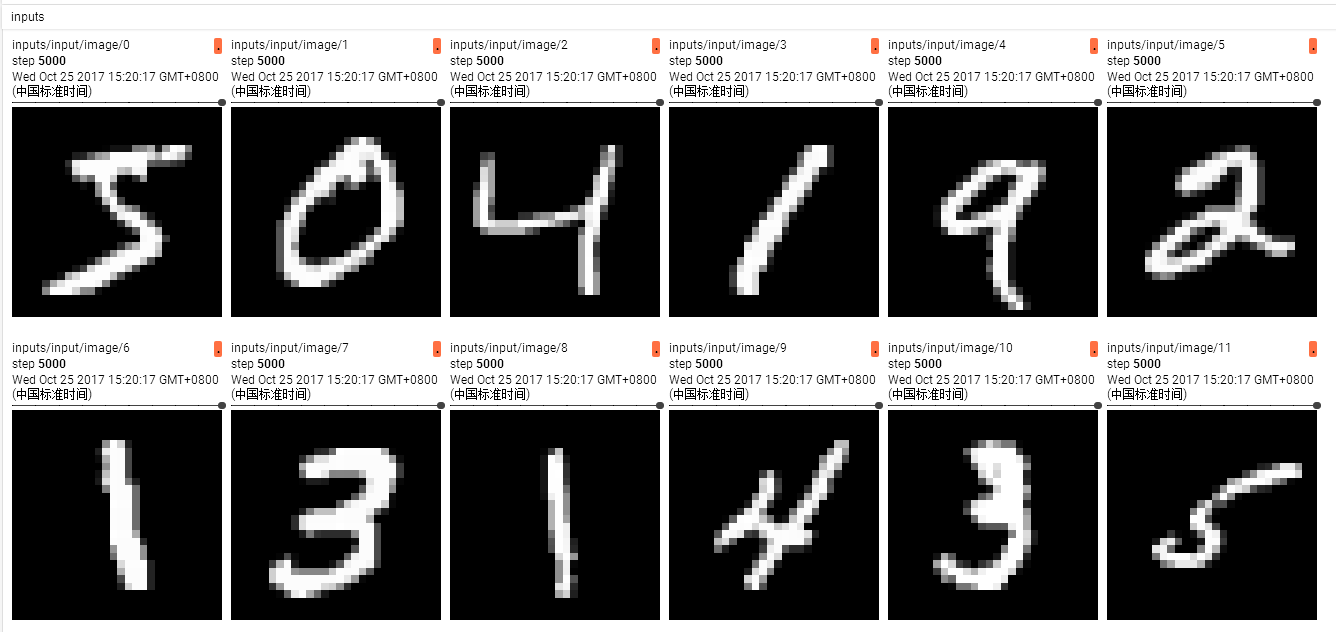 inputs
inputs/input/image/0
step 5000
Wed Oct 25 2017 15:20:17 GMT+0800
(中国标准时间)
inputs/input/image/1
step 5000
Wed Oct 25 2017 15:20:17 GMT+0800
(中国标准时间)
inputs/input/image/2
step 5000
Wed Oct 25 2017 15:20:17 GMT+0800
(中国标准时间)
inputs/input/image/3
step 5000
Wed Oct 25 2017 15:20:17 GMT+0800
(中国标准时间)
inputs/input/image/4
step 5000
Wed Oct 25 2017 15:20:17 GMT+0800
(中国标准时间)
inputs/input/image/5
step 5000
Wed Oct 25 2017 15:20:17 GMT+0800
(中国标准时间)
5 0 4 1 9 2
inputs/input/image/6
step 5000
Wed Oct 25 2017 15:20:17 GMT+0800
(中国标准时间)
inputs/input/image/7
step 5000
Wed Oct 25 2017 15:20:17 GMT+0800
(中国标准时间)
inputs/input/image/8
step 5000
Wed Oct 25 2017 15:20:17 GMT+0800
(中国标准时间)
inputs/input/image/9
step 5000
Wed Oct 25 2017 15:20:17 GMT+0800
(中国标准时间)
inputs/input/image/10
step 5000
Wed Oct 25 2017 15:20:17 GMT+0800
(中国标准时间)
inputs/input/image/11
step 5000
Wed Oct 25 2017 15:20:17 GMT+0800
(中国标准时间)
1 3 1 4 3 5